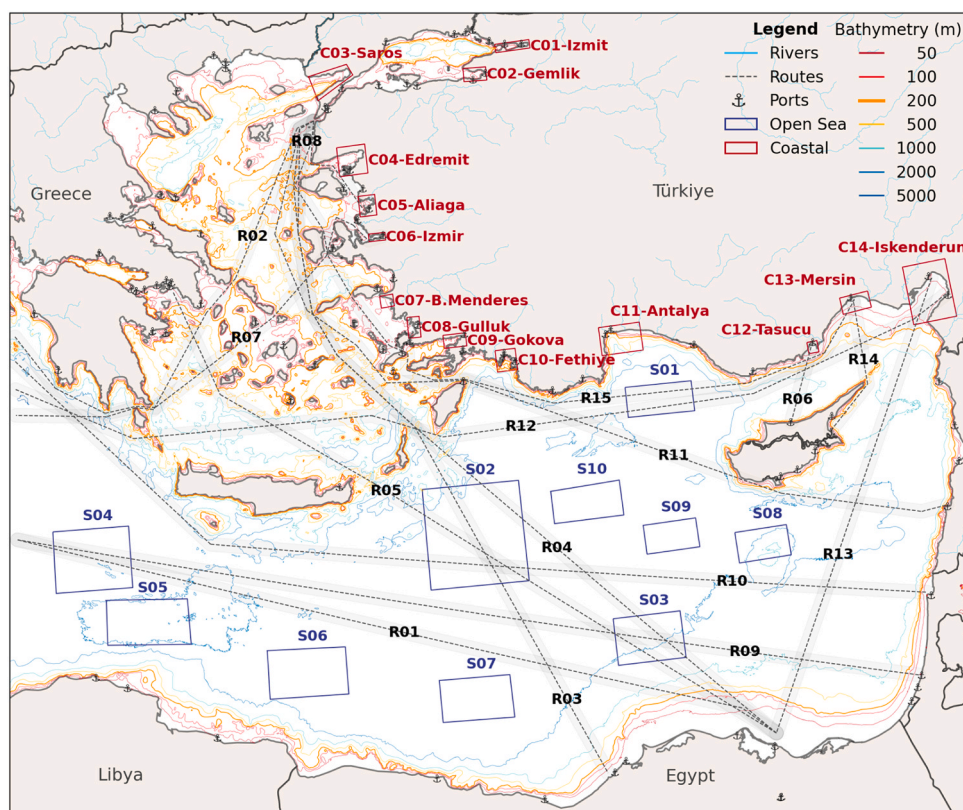 Legend
Rivers
Routes
Ports
Open Sea
Coastal
Bathymetry (m)
50
100
200
500
1000
2000
5000
C01-Izmit
C03-Saros
C02-Gemlik
R08
C04-Edremit
Greece
Türkiye
C05-Aliaga
R02
C06-Izmir
C14-Iskenderun
C13-Mersin
C07-B.Menderes
C11-Antalya
C08-Gulluk
R07
C09-Gokova
C12-Tasucu
C10-Fethiye
R14
S01
R15
R06
R12
R11
S02
S10
R05
S09
S04
S08
R04
R13
R10
S05
S03
R01
S06
R09
S07
R03
Libya
Egypt